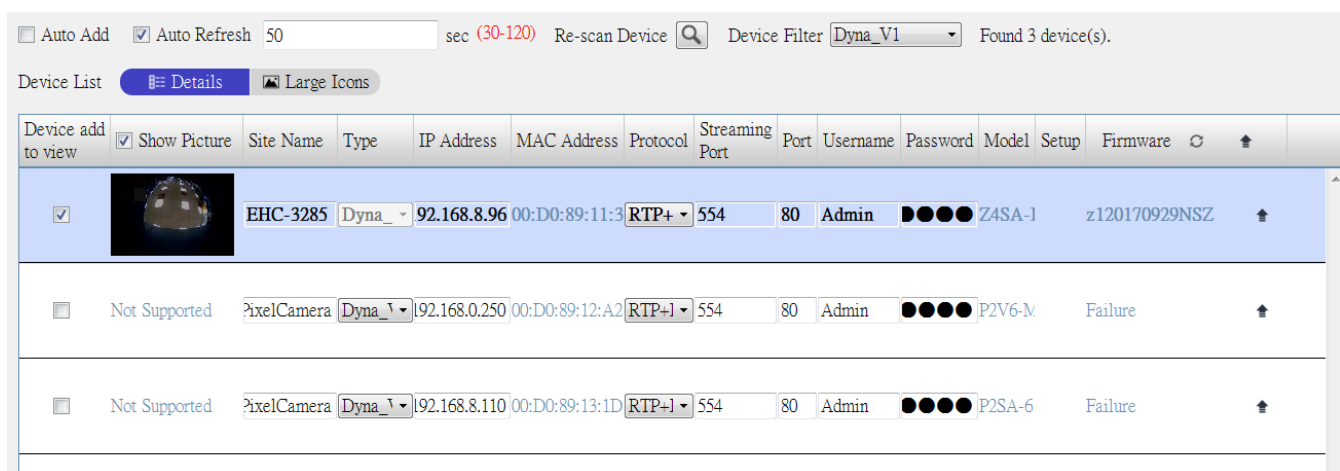 Auto Add Auto Refresh 50 sec (30-120) Re-scan Device Device Filter Dyna_V1 Found 3 device(s).
Device List Details Large Icons
Device add to view Show Picture Site Name Type IP Address MAC Address Protocol Streaming Port Port Username Password Model Setup Firmware
EHC-3285 Dyna_ .92.168.8.96 00:D0:89:11:3 RTP+ 554 80 Admin Z4SA- z120170929NSZ
Not Supported PixelCamera Dyna_ 192.168.0.250 00:D0:89:12:A2 RTP+ 554 80 Admin P2V6-M Failure
Not Supported PixelCamera Dyna_ 192.168.8.110 00:D0:89:13:1D RTP+ 554 80 Admin P2SA-6 Failure